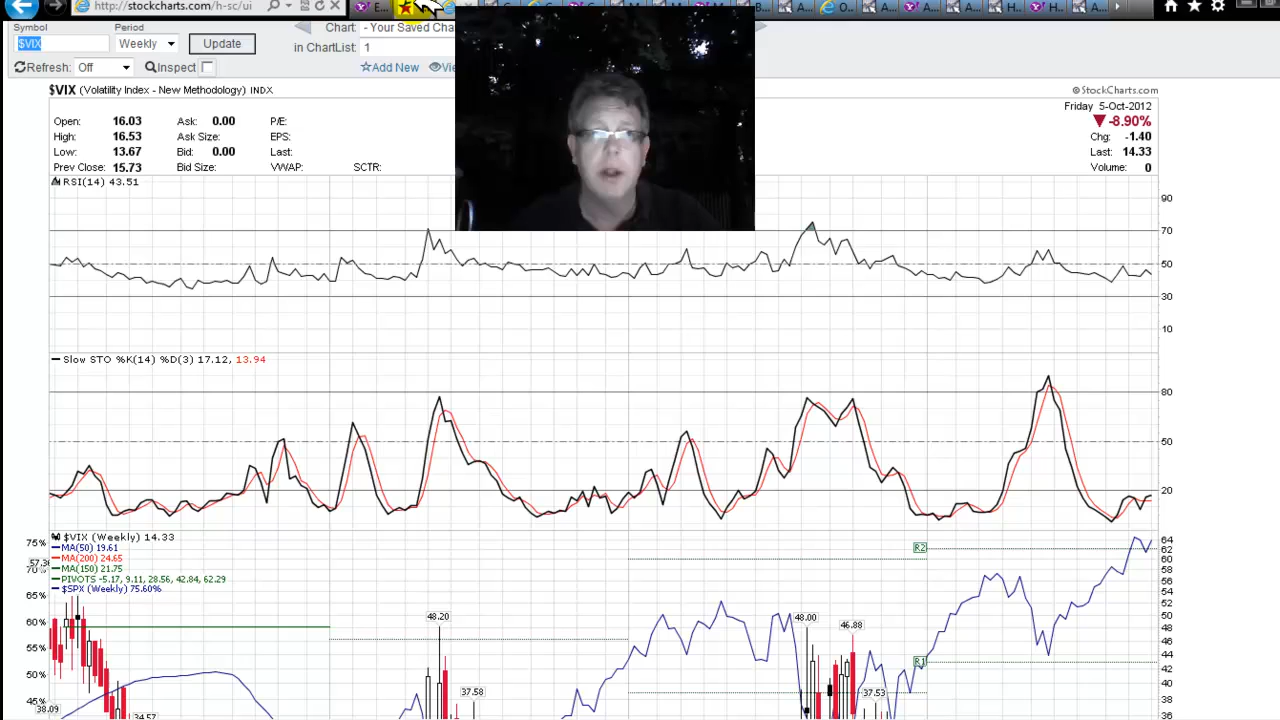 http://stockcharts.com/h-sc/ui
Symbol
Period
Chart:
- Your Saved Cha
$VIX
Weekly
Update
in ChartList:
1
Refresh:
Off
Inspect
Add New
Vie
$VIX (Volatility Index - New Methodology) INDX
© StockCharts.com
Friday 5-Oct-2012
Open: 16.03 Ask: 0.00 P/E:
-8.90%
High: 16.53 Ask Size: EPS:
Chg: -1.40
Low: 13.67 Bid: 0.00 Last:
Last: 14.33
Prev Close: 15.73 Bid Size: VWAP: SCTR:
Volume: 0
RSI(14) 43.51
90
70
50
30
10
Slow STO %K(14) %D(3) 17.12, 13.94
80
50
20
$VIX (Weekly) 14.33
MA(50) 19.61
MA(200) 24.65
MA(150) 21.75
PIVOTS -5.17, 9.11, 28.56, 42.84, 62.29
$SPX (Weekly) 75.60%
75%
70%
65%
60%
55%
50%
45%
38.09
34.57
48.20
37.58
48.00
46.88
37.53
R2
R1
64
62
60
58
56
54
52
50
48
46
44
42
40
38
36